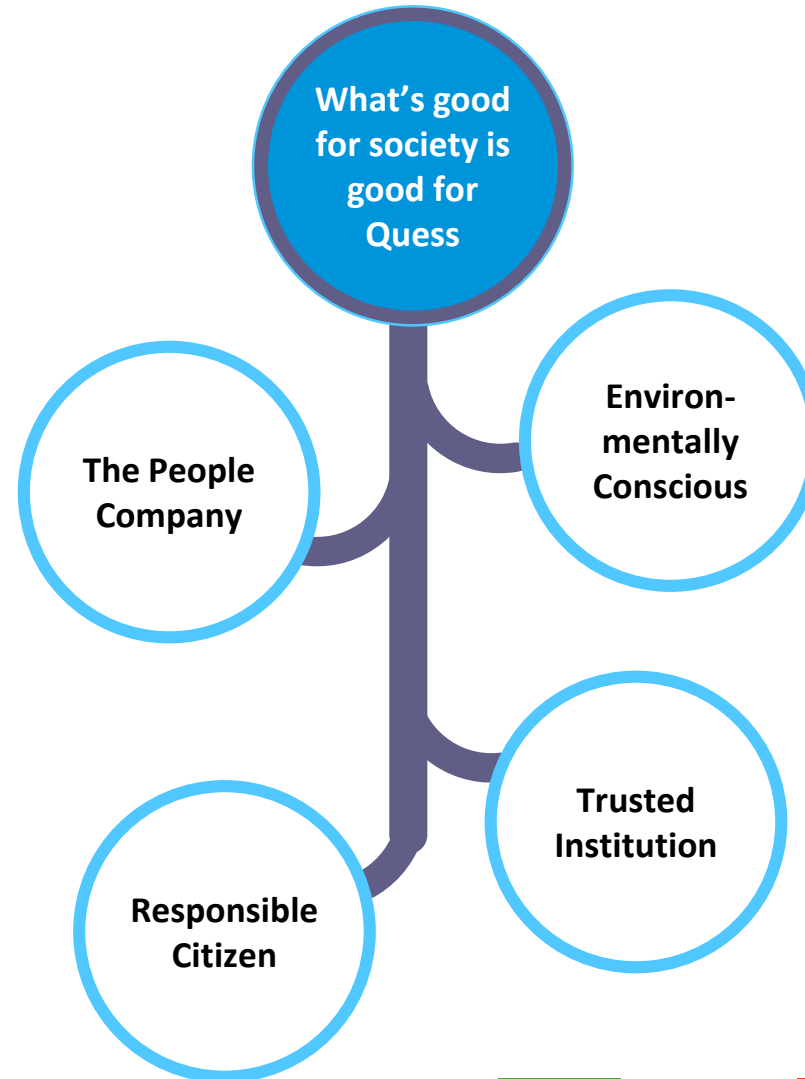 What’s good
for society is
good for
Quess
Environ-
mentally
Conscious
The People
Company
Trusted
Institution
Responsible
Citizen